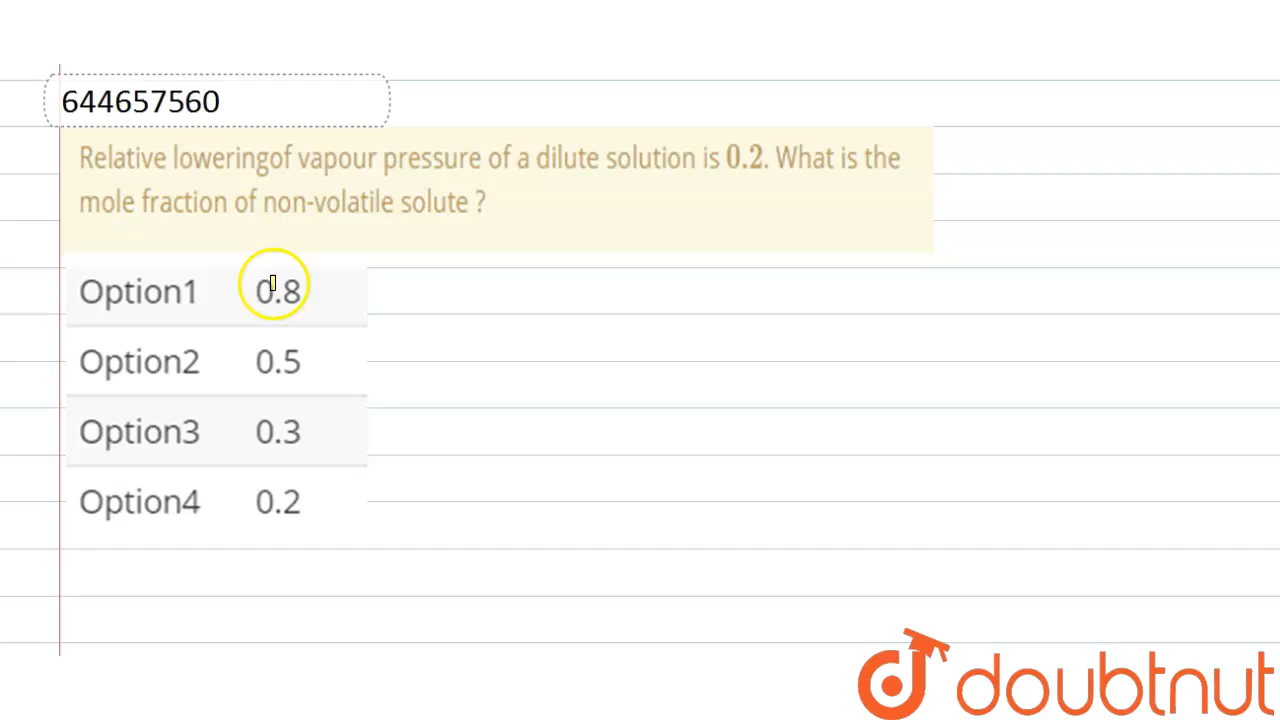 644657560
Relative loweringof vapour pressure of a dilute solution is 0.2. What is the
mole fraction of non-volatile solute ?
Option1 0.8
Option2 0.5
Option3 0.3
Option4 0.2
doubtnut